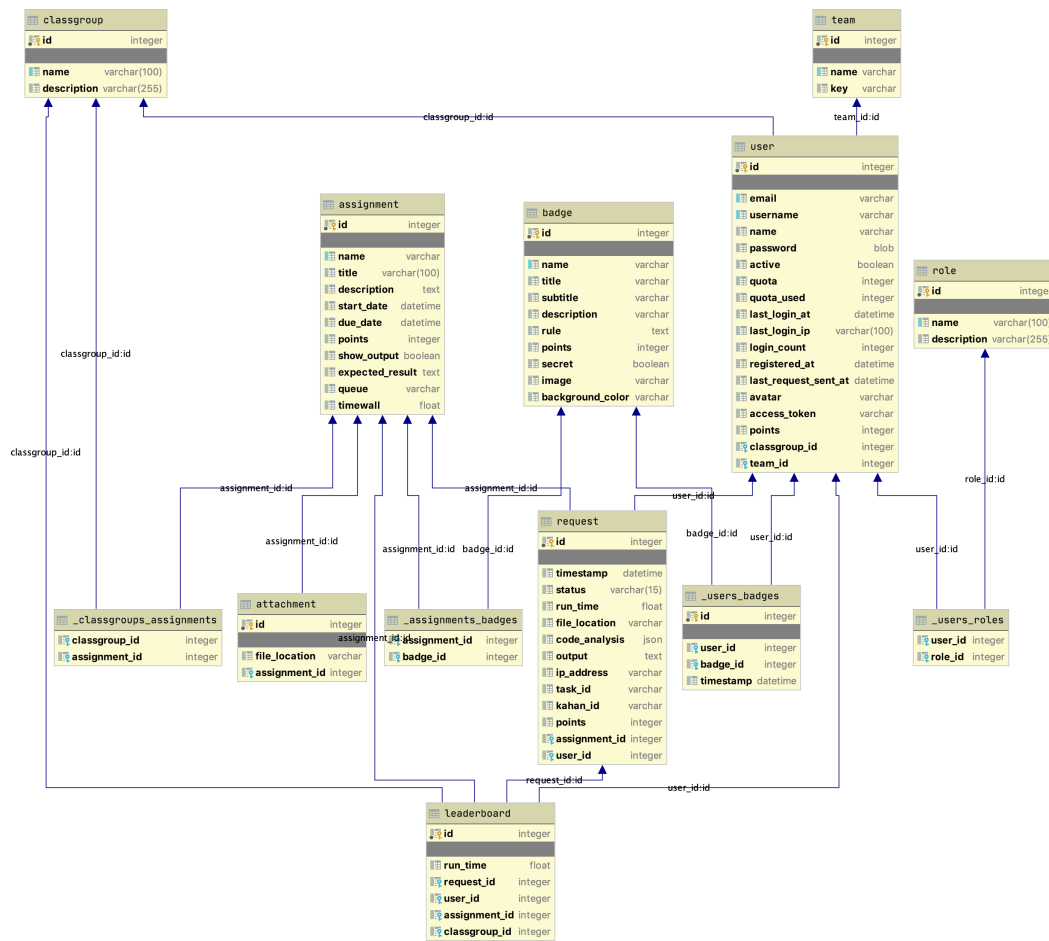 classgroup
id integer
name varchar(100)
description varchar(255)
team
id integer
name varchar
key varchar
classgroup_id:id
team_id:id
user
id integer
email varchar
username varchar
name varchar
password blob
active boolean
quota integer
quota_used integer
last_login_at datetime
last_login_ip varchar(100)
login_count integer
registered_at datetime
last_request_sent_at datetime
avatar varchar
access_token varchar
points integer
classgroup_id integer
team_id integer
assignment
id integer
name varchar
title varchar(100)
description text
start_date datetime
due_date datetime
points integer
show_output boolean
expected_result text
queue varchar
timewall float
badge
id integer
name varchar
title varchar
subtitle varchar
description varchar
rule text
points integer
secret boolean
image varchar
background_color varchar
role
id intege
name varchar(100)
description varchar(255)
classgroup_id:id
classgroup_id:id
assignment_id:id
assignment_id:id
user_id:id
role_id:id
assignment_id:id
assignment_id:id
badge_id:id
badge_id:id
user_id:id
user_id:id
request
id integer
timestamp datetime
status varchar(15)
run_time float
file_location varchar
code_analysis json
output text
ip_address varchar
task_id varchar
kahan_id varchar
points integer
assignment_id integer
user_id integer
_classgroups_assignments
classgroup_id integer
assignment_id integer
attachment
id integer
file_location varchar
assignment_id integer
assignment_id:id
_assignments_badges
assignment_id integer
badge_id integer
_users_badges
id integer
user_id integer
badge_id integer
timestamp datetime
_users_roles
user_id integer
role_id integer
request_id:id
user_id:id
leaderboard
id integer
run_time float
request_id integer
user_id integer
assignment_id integer
classgroup_id integer